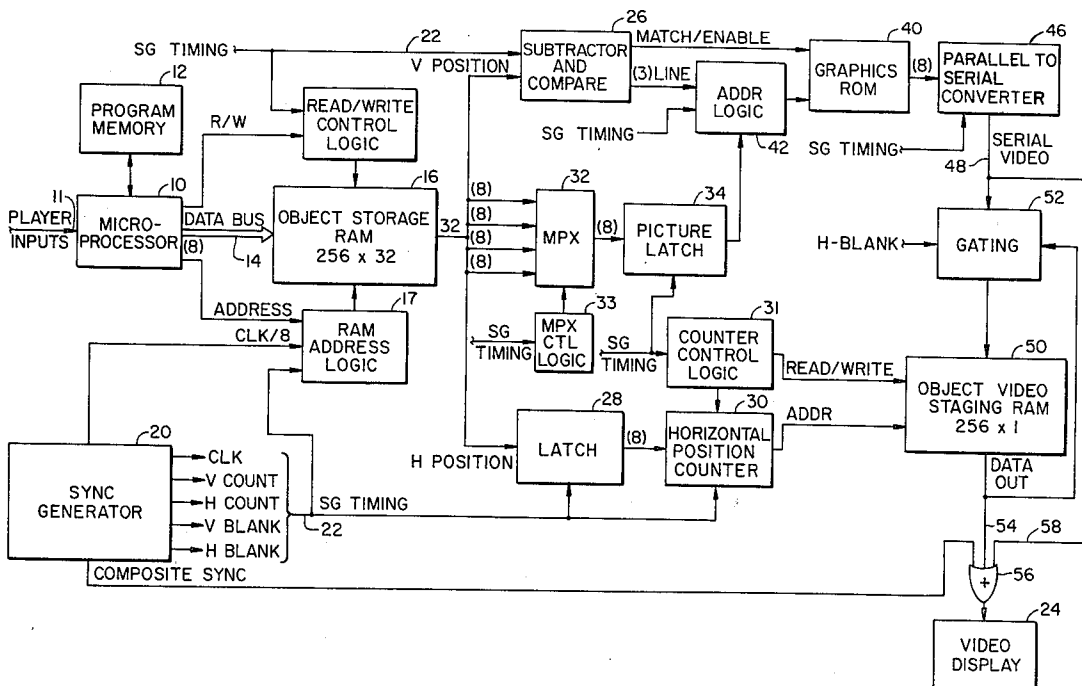 SG TIMING
22
V POSITION
26
SUBTRACTOR
AND
COMPARE
MATCH/ENABLE
(3)LINE
40
GRAPHICS
ROM
(8)
46
PARALLEL TO
SERIAL
CONVERTER
12
PROGRAM
MEMORY
R/W
READ/WRITE
CONTROL
LOGIC
SG TIMING
ADDR
LOGIC
42
SG TIMING
SERIAL
VIDEO
48
11
PLAYER
INPUTS
10
MICRO-
PROCESSOR
DATA BUS
(8)
14
16
OBJECT STORAGE
RAM
256 x 32
32
(8)
(8)
(8)
(8)
32
MPX
(8)
34
PICTURE
LATCH
H-BLANK
52
GATING
ADDRESS
CLK/8
17
RAM
ADDRESS
LOGIC
SG
TIMING
33
MPX
CTL
LOGIC
SG
TIMING
31
COUNTER
CONTROL
LOGIC
READ/WRITE
50
OBJECT VIDEO
STAGING RAM
256 x 1
28
LATCH
H POSITION
(8)
30
HORIZONTAL
POSITION
COUNTER
ADDR
DATA
OUT
20
SYNC
GENERATOR
CLK
V COUNT
H COUNT
V BLANK
H BLANK
SG TIMING
22
COMPOSITE SYNC
54
58
+
56
24
VIDEO
DISPLAY